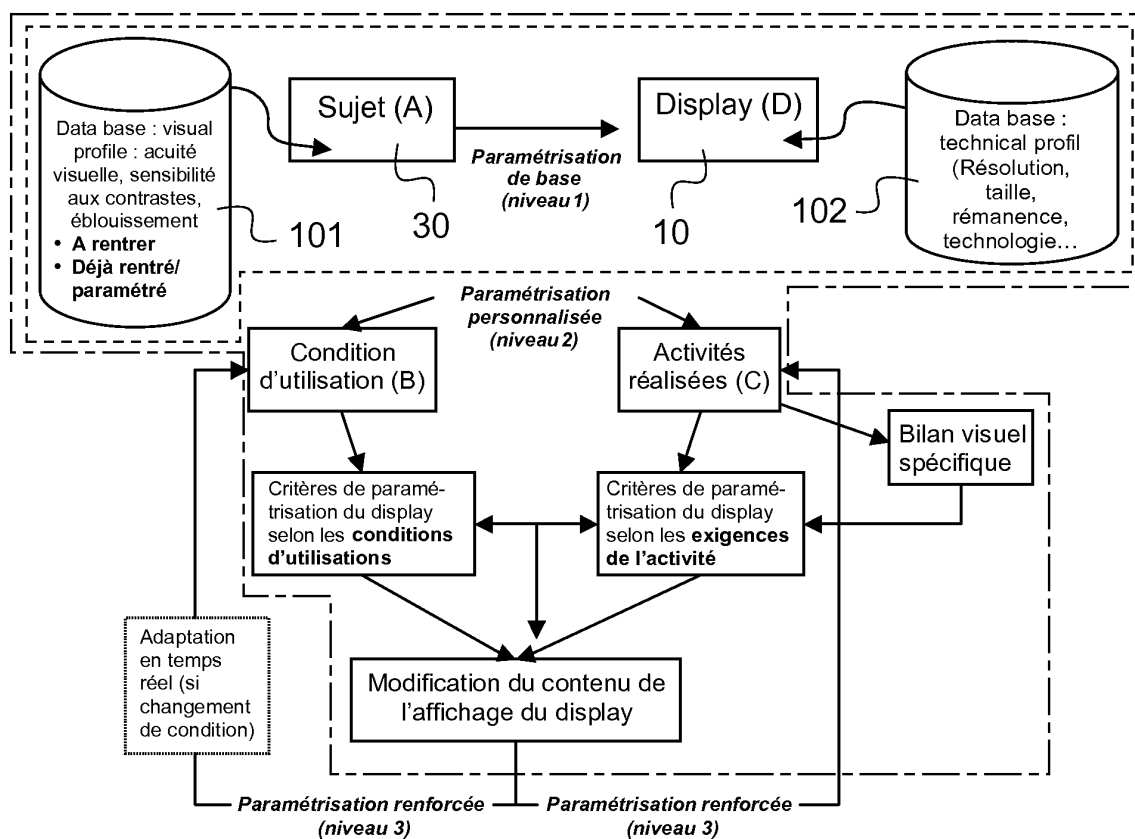 Data base : visual
profile : acuité
visuelle, sensibilité
aux contrastes,
éblouissement
• A rentrer
• Déjà rentré/
paramétré
101
Sujet (A)
30
Paramétrisation
de base
(niveau 1)
Display (D)
10
Data base :
technical profil
(Résolution,
taille,
rémanence,
technologie…
102
Paramétrisation
personnalisée
(niveau 2)
Condition
d'utilisation (B)
Activités
réalisées (C)
Bilan visuel
spécifique
Critères de paramé-
trisation du display
selon les conditions
d'utilisations
Critères de paramé-
trisation du display
selon les exigences
de l'activité
Adaptation
en temps
réel (si
changement
de condition)
Modification du contenu de
l'affichage du display
Paramétrisation renforcée
(niveau 3)
Paramétrisation renforcée
(niveau 3)